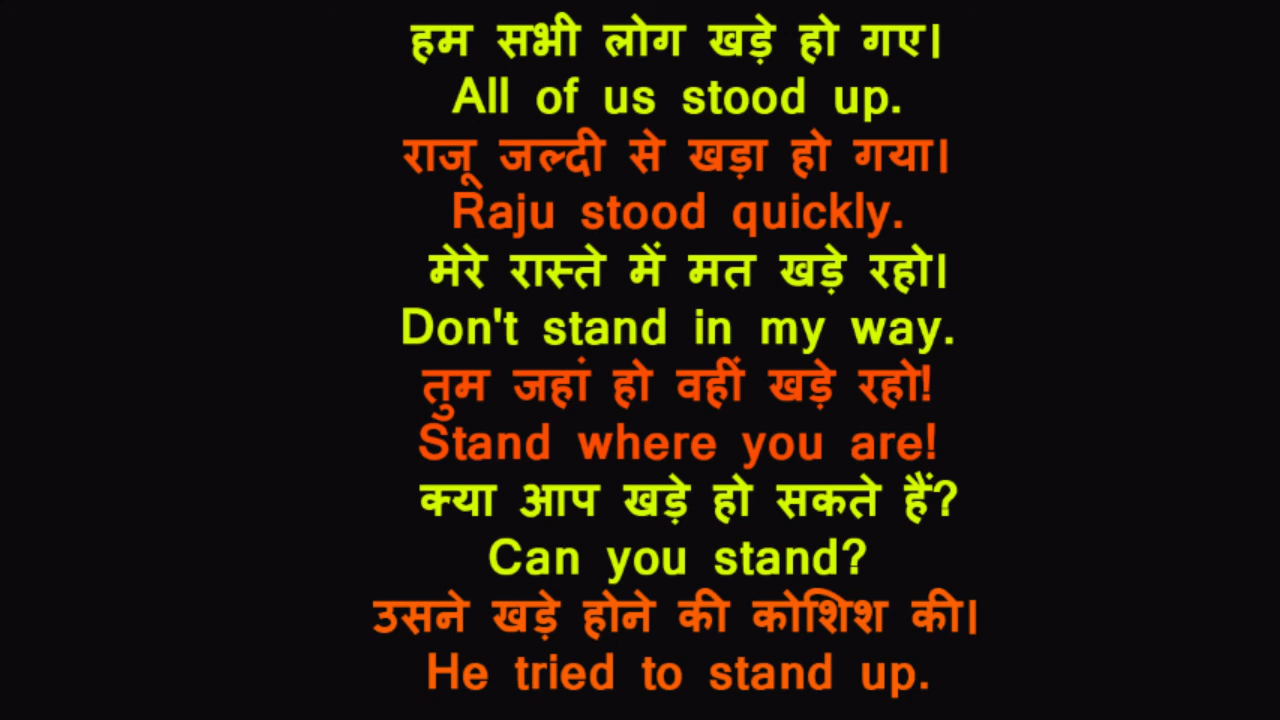 हम सभी लोग खड़े हो गए।
All of us stood up.
राजू जल्दी से खड़ा हो गया।
Raju stood quickly.
मेरे रास्ते में मत खड़े रहो।
Don't stand in my way.
तुम जहां हो वहीं खड़े रहो!
Stand where you are!
क्या आप खड़े हो सकते हैं?
Can you stand?
उसने खड़े होने की कोशिश की।
He tried to stand up.